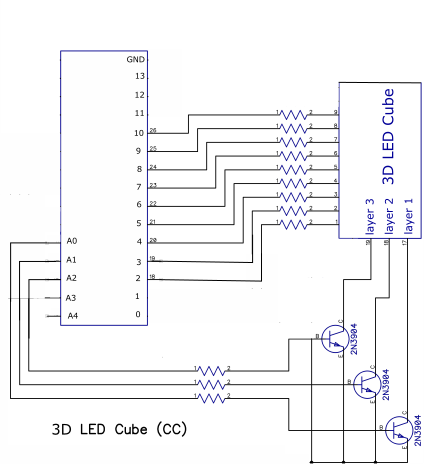 GND
13
12
11
10 26
9 25
8 24
7 23
6 22
5 21
4 20
3 19
2 18
1
0
A0
A1
A2
A3
A4
1 2
1 2
1 2
1 2
1 2
1 2
1 2
1 2
1 2
9
8
7
6
5
4
3
2
1
3D LED Cube
layer 3
layer 2
layer 1
19
18
17
C
B
E
2N3904
C
B
E
2N3904
C
B
E
2N3904
1 2
1 2
1 2
3D LED Cube (CC)